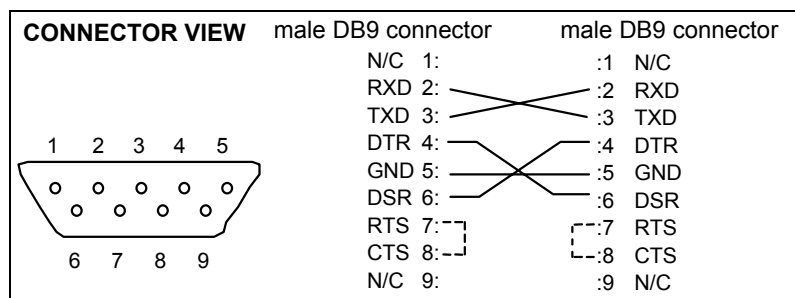 CONNECTOR VIEW male DB9 connector male DB9 connector
N/C 1: :1 N/C
RXD 2: :2 RXD
TXD 3: :3 TXD
1 2 3 4 5
DTR 4: :4 DTR
GND 5: :5 GND
DSR 6: :6 DSR
RTS 7: :7 RTS
CTS 8: :8 CTS
6 7 8 9
N/C 9: :9 N/C